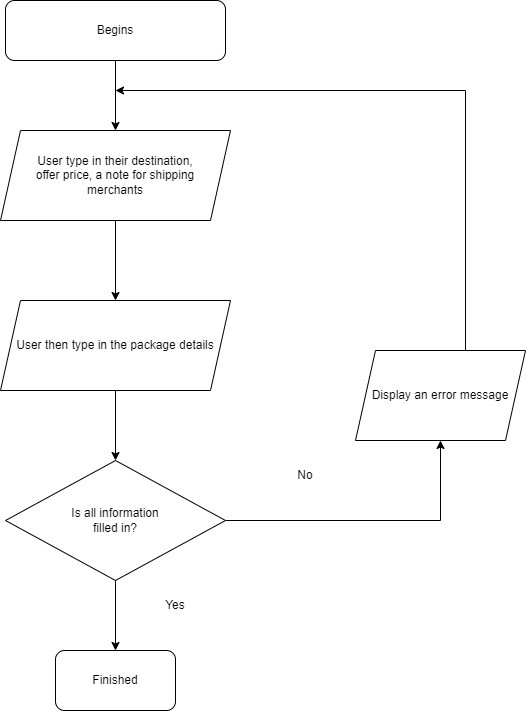 Begins
User type in their destination,
offer price, a note for shipping
merchants
User then type in the package details
Display an error message
No
Is all information
filled in?
Yes
Finished